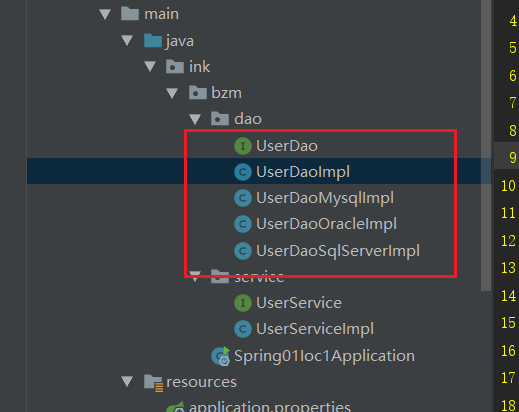 main
java
ink
bzm
dao
I UserDao
C UserDaoImpl
C UserDaoMysqlImpl
C UserDaoOracleImpl
C UserDaoSqlServerImpl
service
I UserService
C UserServiceImpl
Spring01Ioc1Application
resources
application.properties
4
5
6
7
8
9
10
11
12
13
14
15
16
17
18